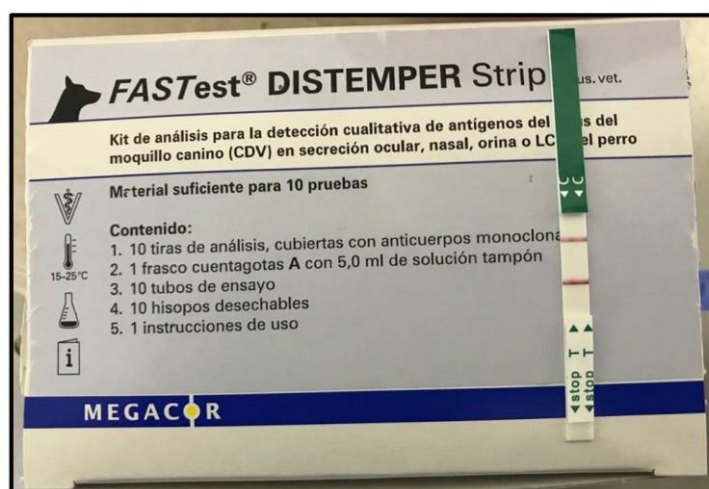 FASTest® DISTEMPER Strip us. vet.
Kit de análisis para la detección cualitativa de antígenos del us del
moquillo canino (CDV) en secreción ocular, nasal, orina o LC el perro
Material suficiente para 10 pruebas
Contenido:
1. 10 tiras de análisis, cubiertas con anticuerpos monoclona
2. 1 frasco cuentagotas A con 5,0 ml de solución tampón
3. 10 tubos de ensayo
4. 10 hisopos desechables
5. 1 instrucciones de uso
15–25°C
i
MEGACOR
C
C
stop T
stop T